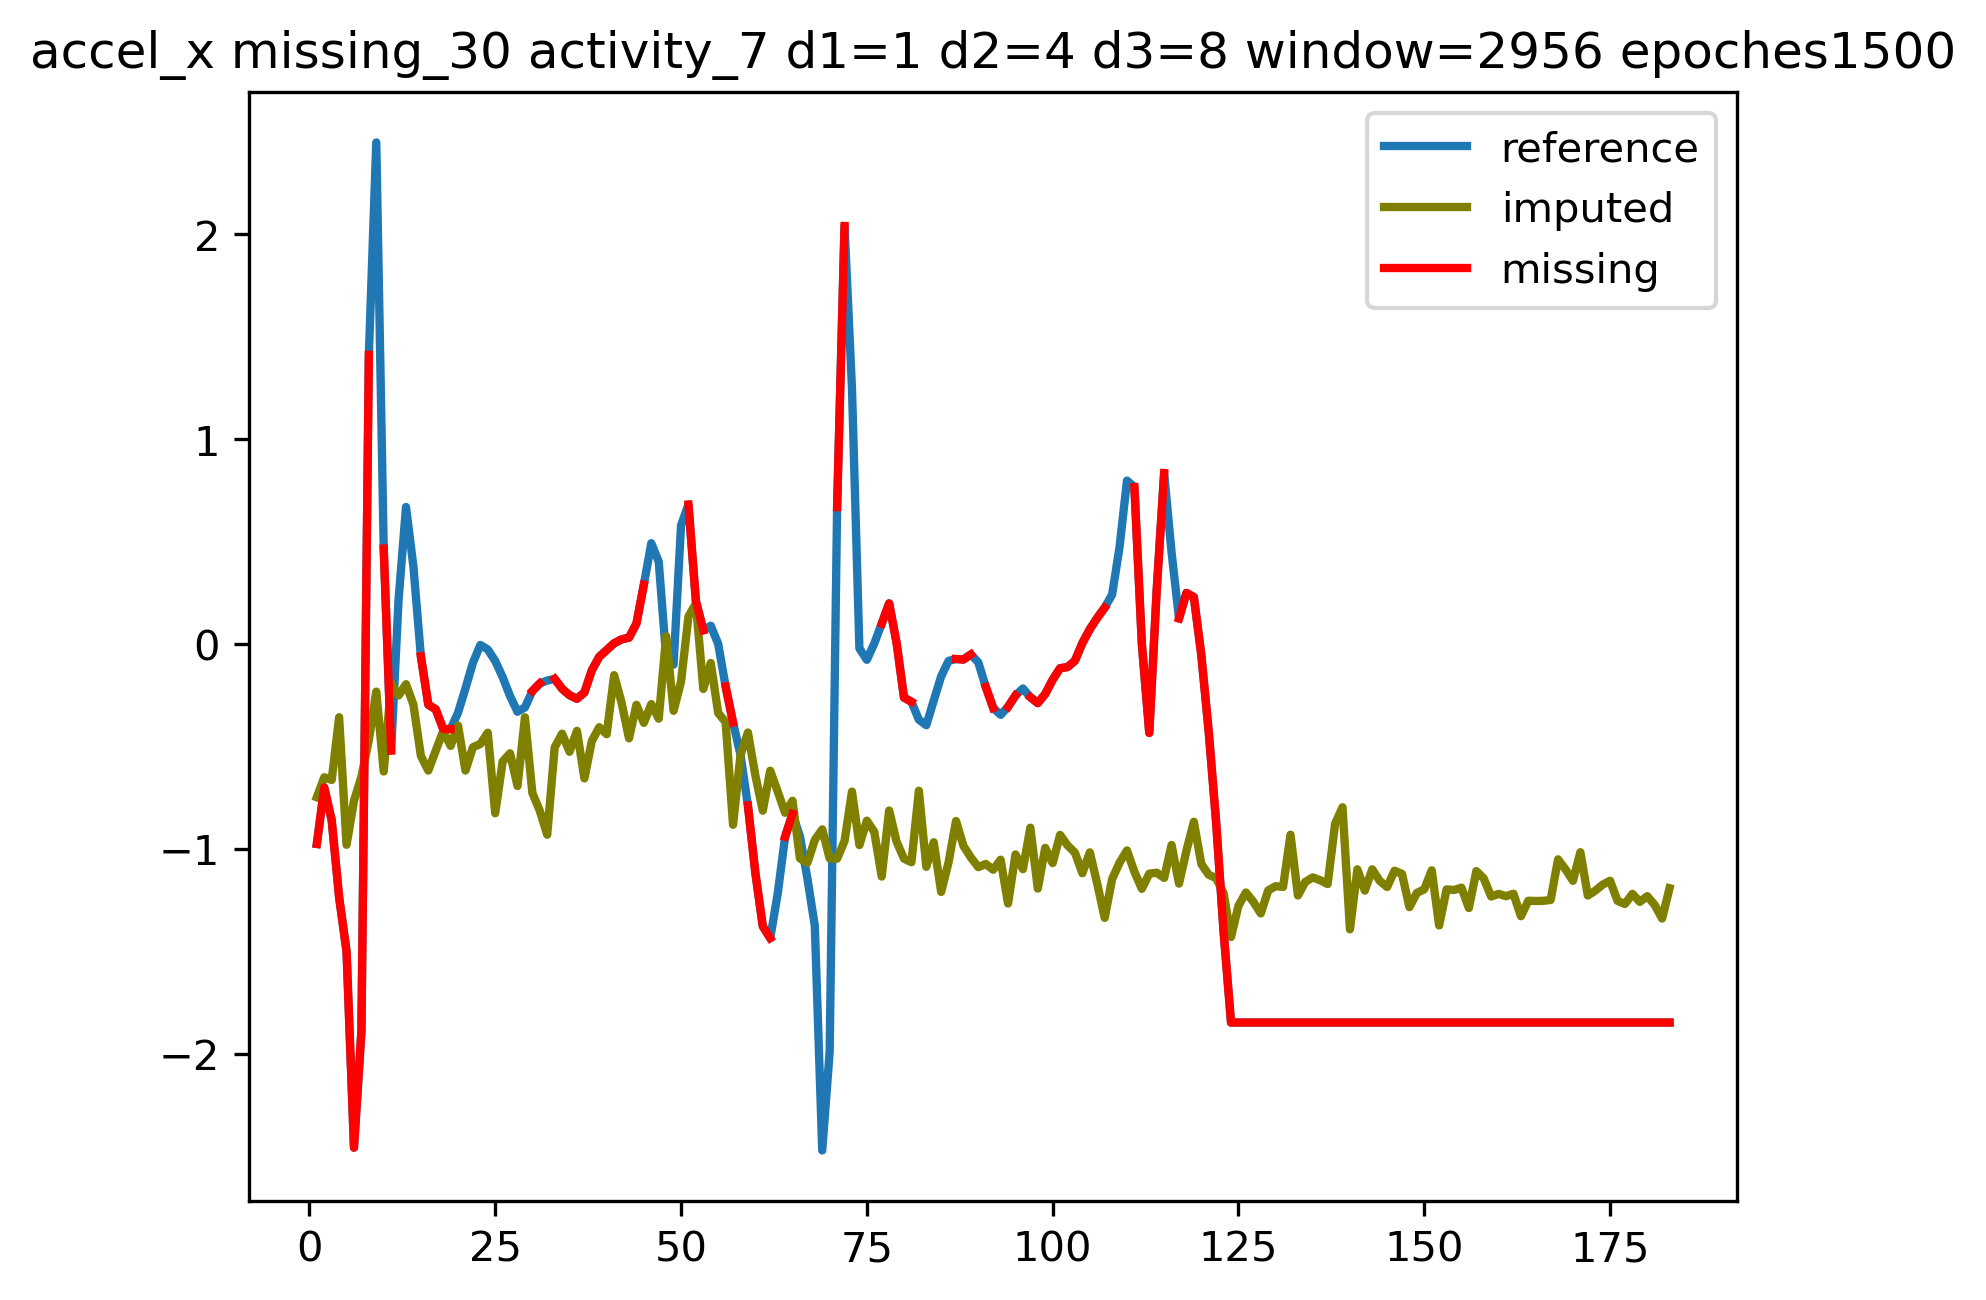 accel_x missing_30 activity_7 d1=1 d2=4 d3=8 window=2956 epoches1500
reference
imputed
missing
2
1
0
−1
−2
0 25 50 75 100 125 150 175